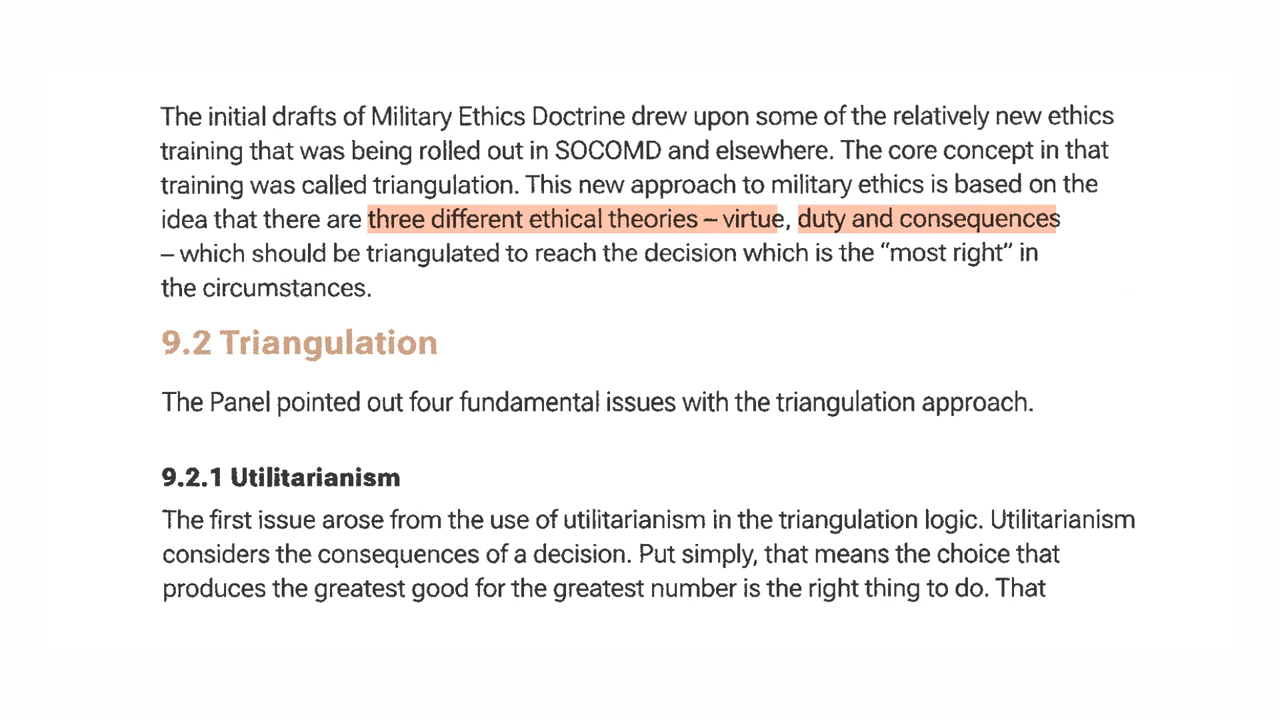 The initial drafts of Military Ethics Doctrine drew upon some of the relatively new ethics
training that was being rolled out in SOCOMD and elsewhere. The core concept in that
training was called triangulation. This new approach to military ethics is based on the
idea that there are three different ethical theories – virtue, duty and consequences
– which should be triangulated to reach the decision which is the “most right” in
the circumstances.
9.2 Triangulation
The Panel pointed out four fundamental issues with the triangulation approach.
9.2.1 Utilitarianism
The first issue arose from the use of utilitarianism in the triangulation logic. Utilitarianism
considers the consequences of a decision. Put simply, that means the choice that
produces the greatest good for the greatest number is the right thing to do. That